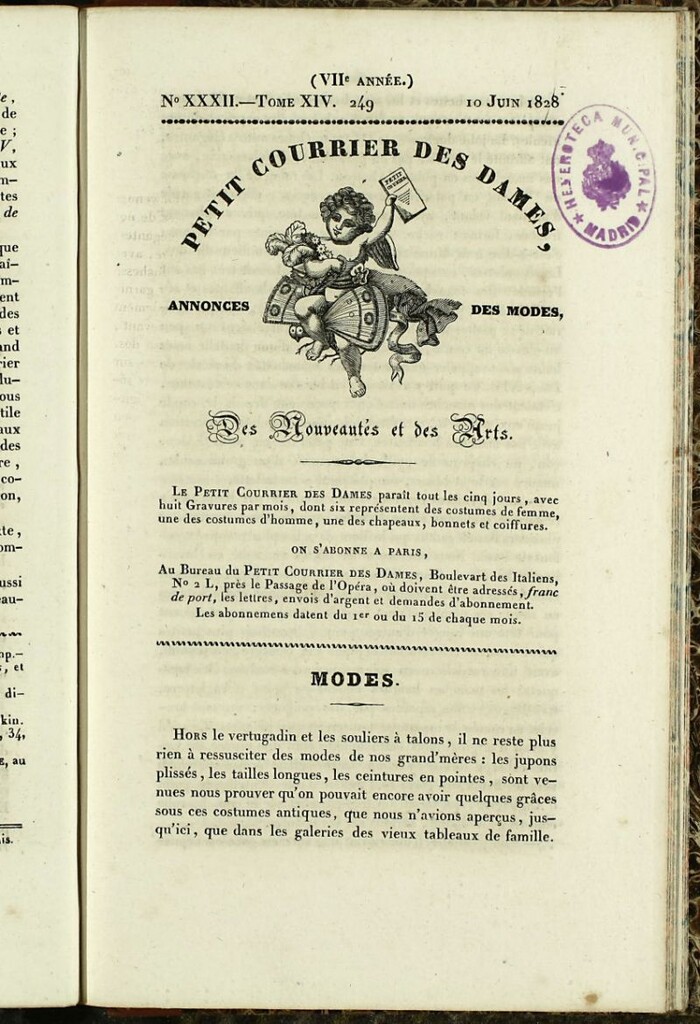 (VIIe ANNÉE.)
No XXXII.—TOME XIV. 249 10 JUIN 1828
PETIT COURRIER DES DAMES,
ANNONCES DES MODES,
Des Nouveautés et des Arts.
LE PETIT COURRIER DES DAMES paraît tout les cinq jours, avec
huit Gravures par mois, dont six représentent des costumes de femme,
une des costumes d'homme, une des chapeaux, bonnets et coiffures.
ON S'ABONNE A PARIS,
Au Bureau du PETIT COURRIER DES DAMES, Boulevart des Italiens,
No 2 L, près le Passage de l'Opéra, où doivent être adressés, franc
de port, les lettres, envois d'argent et demandes d'abonnement.
Les abonnemens datent du 1er ou du 15 de chaque mois.
MODES.
HORS le vertugadin et les souliers à talons, il ne reste plus
rien à ressusciter des modes de nos grand'mères : les jupons
plissés, les tailles longues, les ceintures en pointes, sont ve-
nues nous prouver qu'on pouvait encore avoir quelques grâces
sous ces costumes antiques, que nous n'avions aperçus, jus-
qu'ici, que dans les galeries des vieux tableaux de famille.
HEMEROTECA MUNICIPAL
MADRID